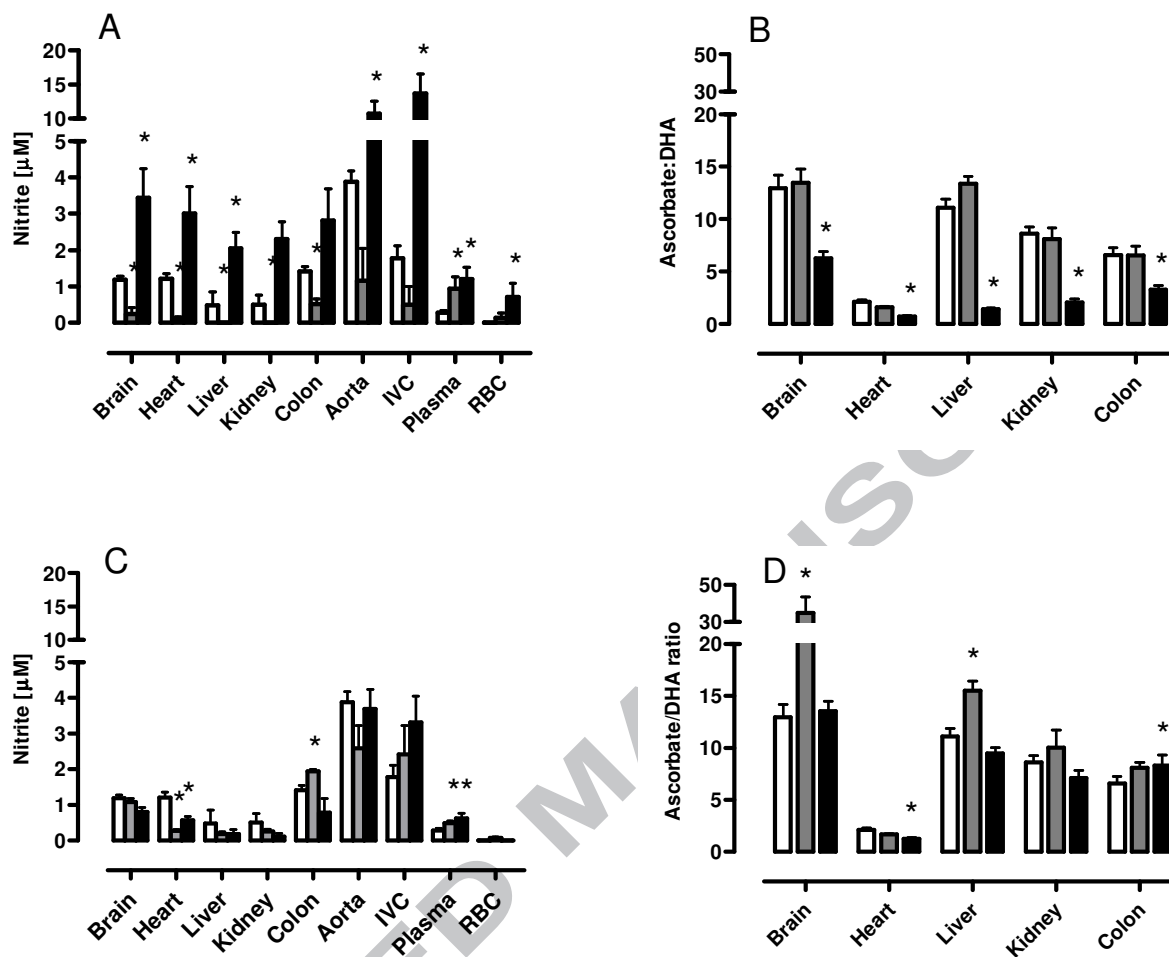 A
20
15
10
5
4
3
2
1
0
Nitrite [µM]
* * * * * * * * * * * * * *
Brain Heart Liver Kidney Colon Aorta IVC Plasma RBC
B
50
30
20
15
10
5
0
Ascorbate:DHA
* * * * *
Brain Heart Liver Kidney Colon
C
20
15
10
5
4
3
2
1
0
Nitrite [µM]
* * * * *
Brain Heart Liver Kidney Colon Aorta IVC Plasma RBC
D
50
30
20
15
10
5
0
Ascorbate/DHA ratio
* * * *
Brain Heart Liver Kidney Colon